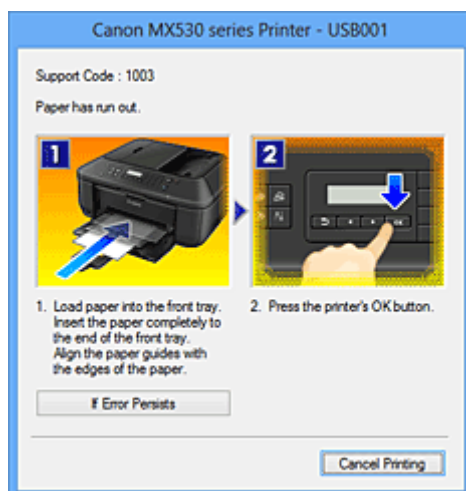 Canon MX530 series Printer - USB001
Support Code : 1003
Paper has run out.
1
2
1. Load paper into the front tray.
Insert the paper completely to
the end of the front tray.
Align the paper guides with
the edges of the paper.
2. Press the printer's OK button.
If Error Persists
Cancel Printing